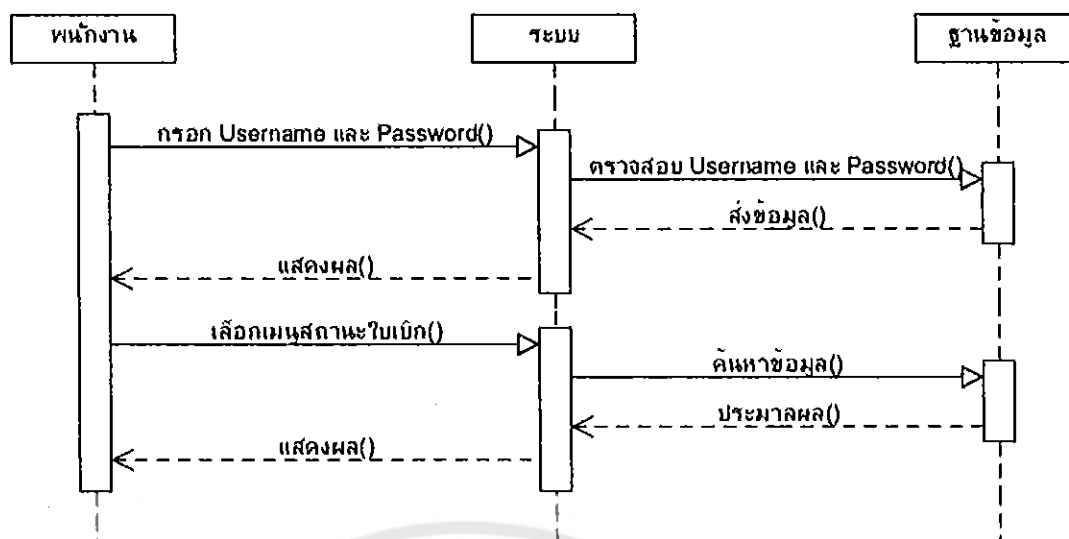 พนักงาน
ระบบ
ฐานข้อมูล
กรอก Username และ Password()
ตรวจสอบ Username และ Password()
ส่งข้อมูล()
แสดงผล()
เลือกเมนูสถานะใบเบิก()
ค้นหาข้อมูล()
ประมาลผล()
แสดงผล()